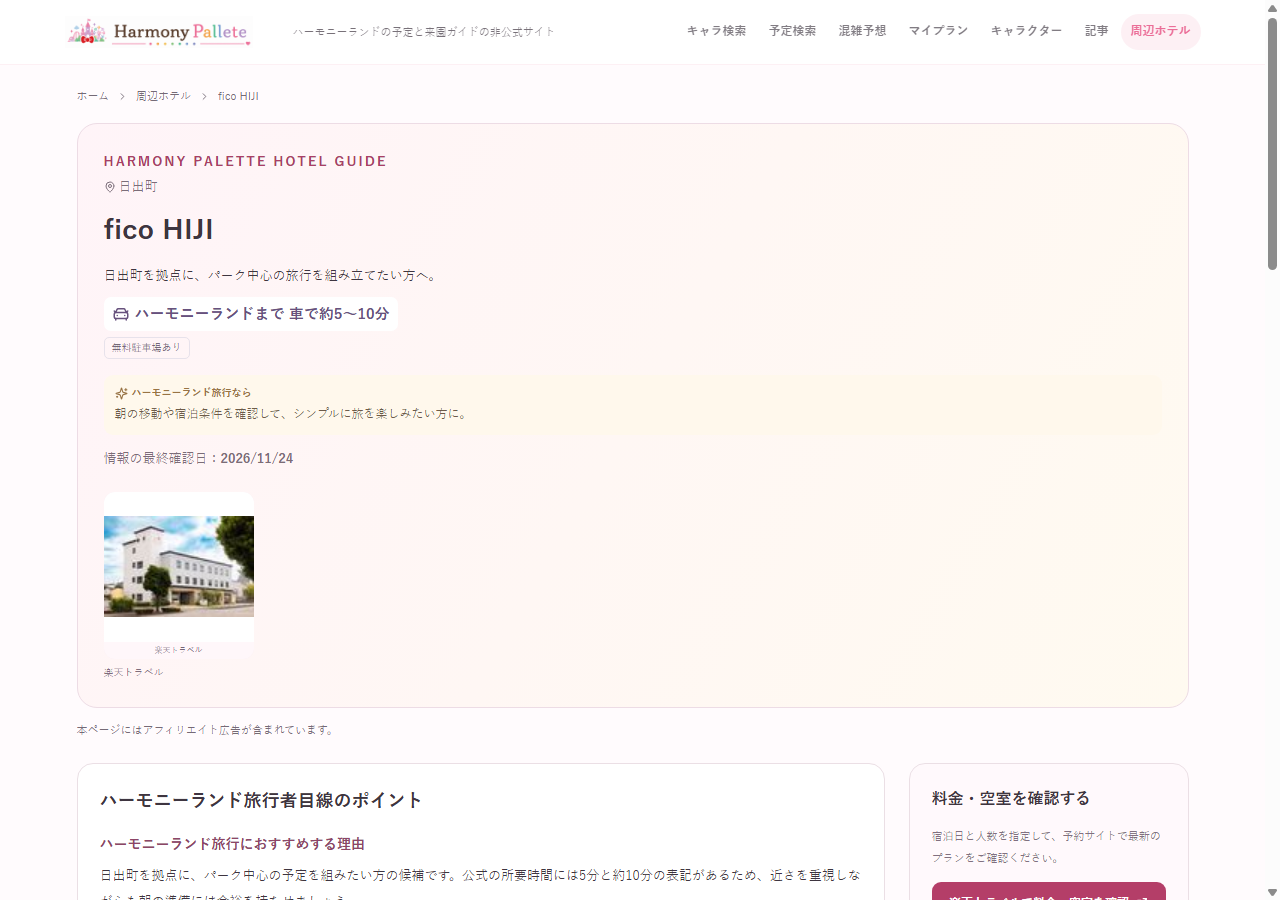 Harmony Pallete
ハーモニーランドの予定と来園ガイドの非公式サイト
キャラ検索
予定検索
混雑予想
マイプラン
キャラクター
記事
周辺ホテル
ホーム > 周辺ホテル > fico HIJI
HARMONY PALETTE HOTEL GUIDE
日出町
fico HIJI
日出町を拠点に、パーク中心の旅行を組み立てたい方へ。
ハーモニーランドまで 車で約5〜10分
無料駐車場あり
ハーモニーランド旅行なら
朝の移動や宿泊条件を確認して、シンプルに旅を楽しみたい方に。
情報の最終確認日：2026/11/24
楽天トラベル
楽天トラベル
本ページにはアフィリエイト広告が含まれています。
ハーモニーランド旅行者目線のポイント
ハーモニーランド旅行におすすめする理由
日出町を拠点に、パーク中心の予定を組みたい方の候補です。公式の所要時間には5分と約10分の表記があるため、近さを重視しな
料金・空室を確認する
宿泊日と人数を指定して、予約サイトで最新の
プランをご確認ください。